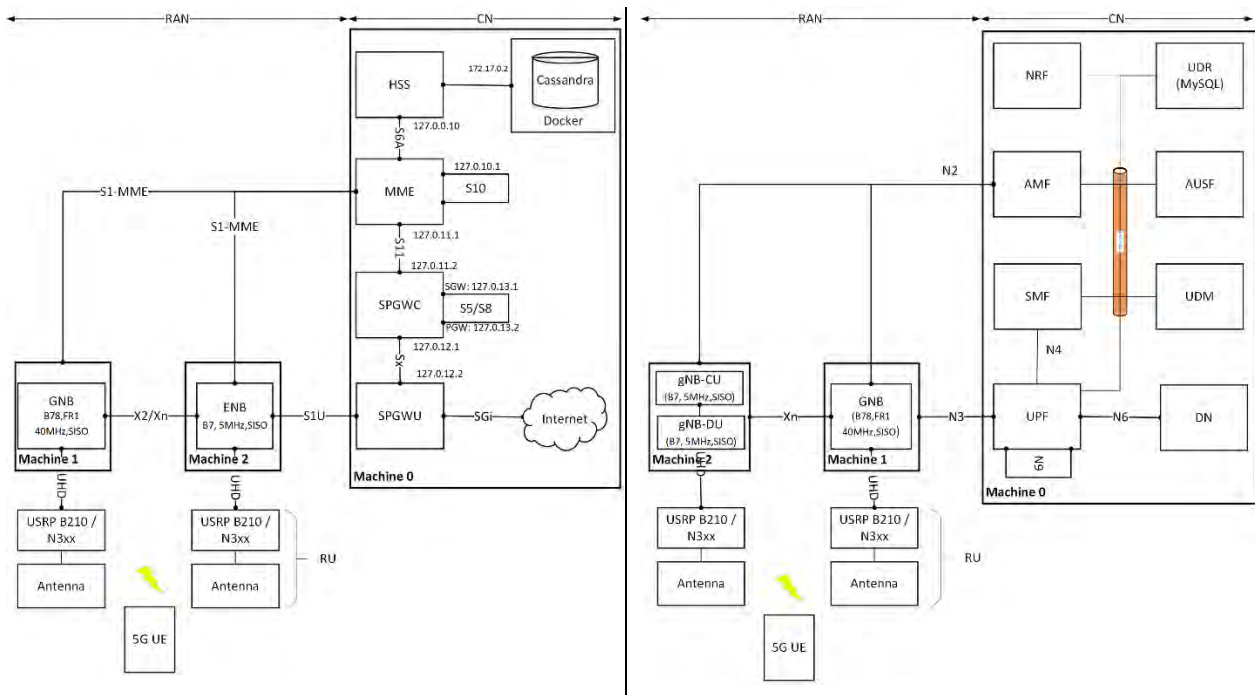 RAN
CN
HSS
172.17.0.2
Cassandra
Docker
127.0.0.10
S6A
MME
127.0.10.1
S10
S1-MME
S1-MME
127.0.11.1
S11
127.0.11.2
SPGWC
SGW: 127.0.13.1
S5/S8
PGW: 127.0.13.2
127.0.12.1
Sx
127.0.12.2
GNB
B78,FR1
40MHz,SISO
Machine 1
X2/Xn
ENB
B7, 5MHz,SISO
Machine 2
S1U
SPGWU
SGi
Internet
Machine 0
UHD
UHD
USRP B210 /
N3xx
USRP B210 /
N3xx
RU
Antenna
Antenna
5G UE
RAN
CN
NRF
UDR
(MySQL)
N2
AMF
AUSF
SMF
UDM
N4
gNB-CU
(B7, 5MHz,SISO)
gNB-DU
(B7, 5MHz,SISO)
Machine 2
Xn
GNB
(B78,FR1
40MHz,SISO)
Machine 1
N3
UPF
N6
DN
N9
Machine 0
UHD
UHD
USRP B210 /
N3xx
USRP B210 /
N3xx
RU
Antenna
Antenna
5G UE